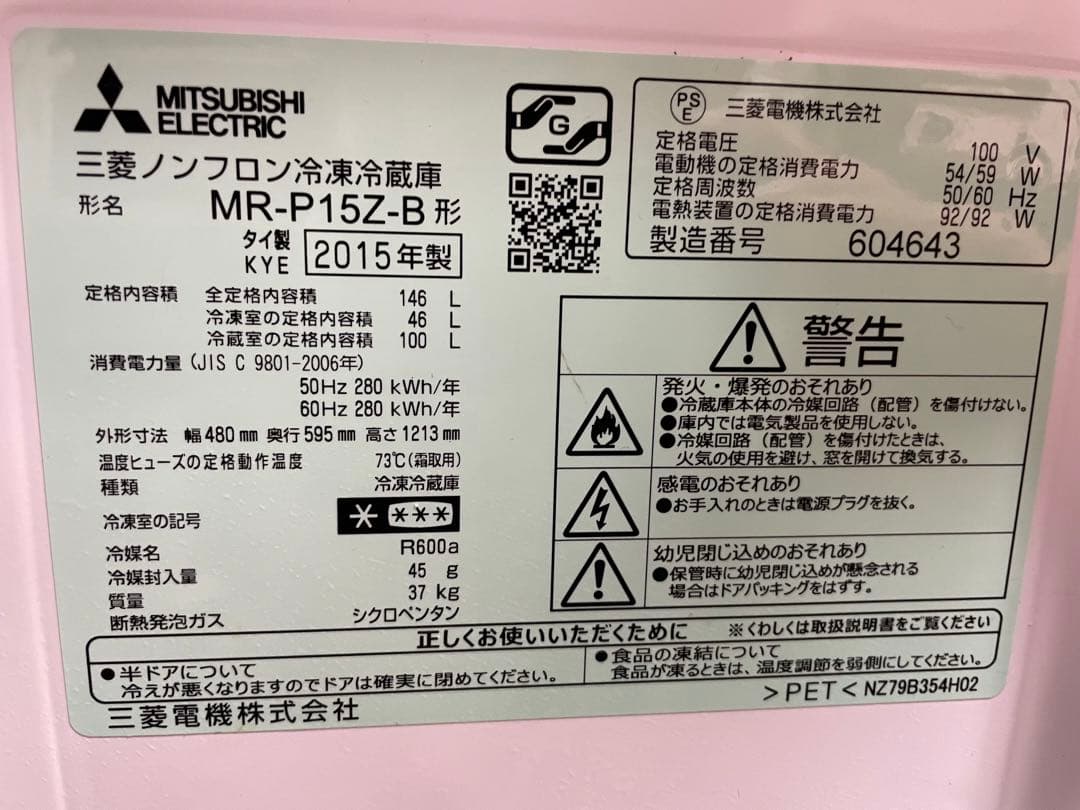 MITSUBISHI
ELECTRIC
三菱ノンフロン冷凍冷蔵庫
形名 MR-P15Z-B 形
タイ製
KYE 2015年製
定格内容積 全定格内容積 146 L
冷凍室の定格内容積 46 L
冷蔵室の定格内容積 100 L
消費電力量 (JIS C 9801-2006年)
50Hz 280 kWh/年
60Hz 280 kWh/年
外形寸法 幅 480 mm 奥行 595 mm 高さ 1213 mm
温度ヒューズの定格動作温度 73℃(霜取用)
種類 冷凍冷蔵庫
冷凍室の記号 * ***
冷媒名 R600a
冷媒封入量 45 g
質量 37 kg
断熱発泡ガス シクロペンタン
G
PS
E 三菱電機株式会社
定格電圧 100 V
電動機の定格消費電力 54/59 W
定格周波数 50/60 Hz
電熱装置の定格消費電力 92/92 W
製造番号 604643
警告
発火・爆発のおそれあり
●冷蔵庫本体の冷媒回路(配管)を傷付けない。
●庫内では電気製品を使用しない。
●冷媒回路(配管)を傷付けたときは、
火気の使用を避け、窓を開けて換気する。
感電のおそれあり
●お手入れのときは電源プラグを抜く。
幼児閉じ込めのおそれあり
●保管時に幼児閉じ込めが懸念される
場合はドアパッキングをはずす。
正しくお使いいただくために ※くわしくは取扱説明書をご覧ください
●半ドアについて
冷えが悪くなりますのでドアは確実に閉めてください。
●食品の凍結について
食品が凍るときは、温度調節を弱側にしてください。
三菱電機株式会社
>PET< NZ79B354H02